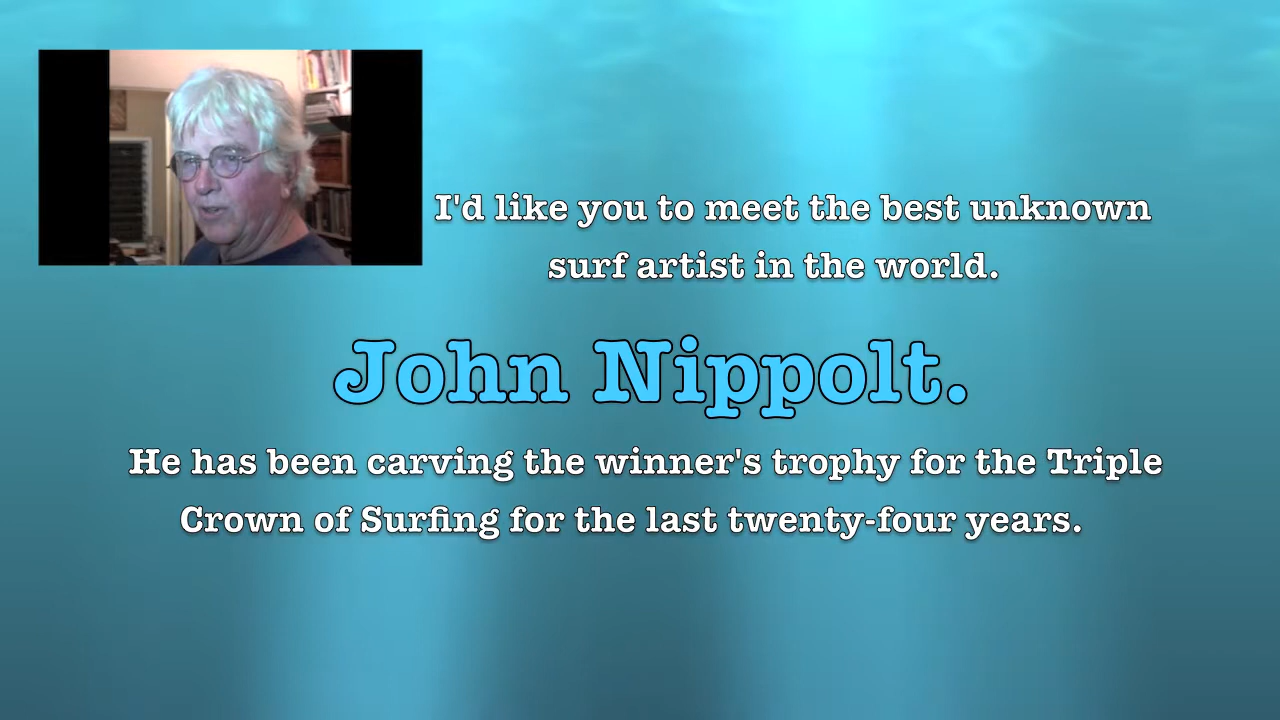 I'd like you to meet the best unknown
surf artist in the world.
John Nippolt.
He has been carving the winner's trophy for the Triple
Crown of Surfing for the last twenty-four years.